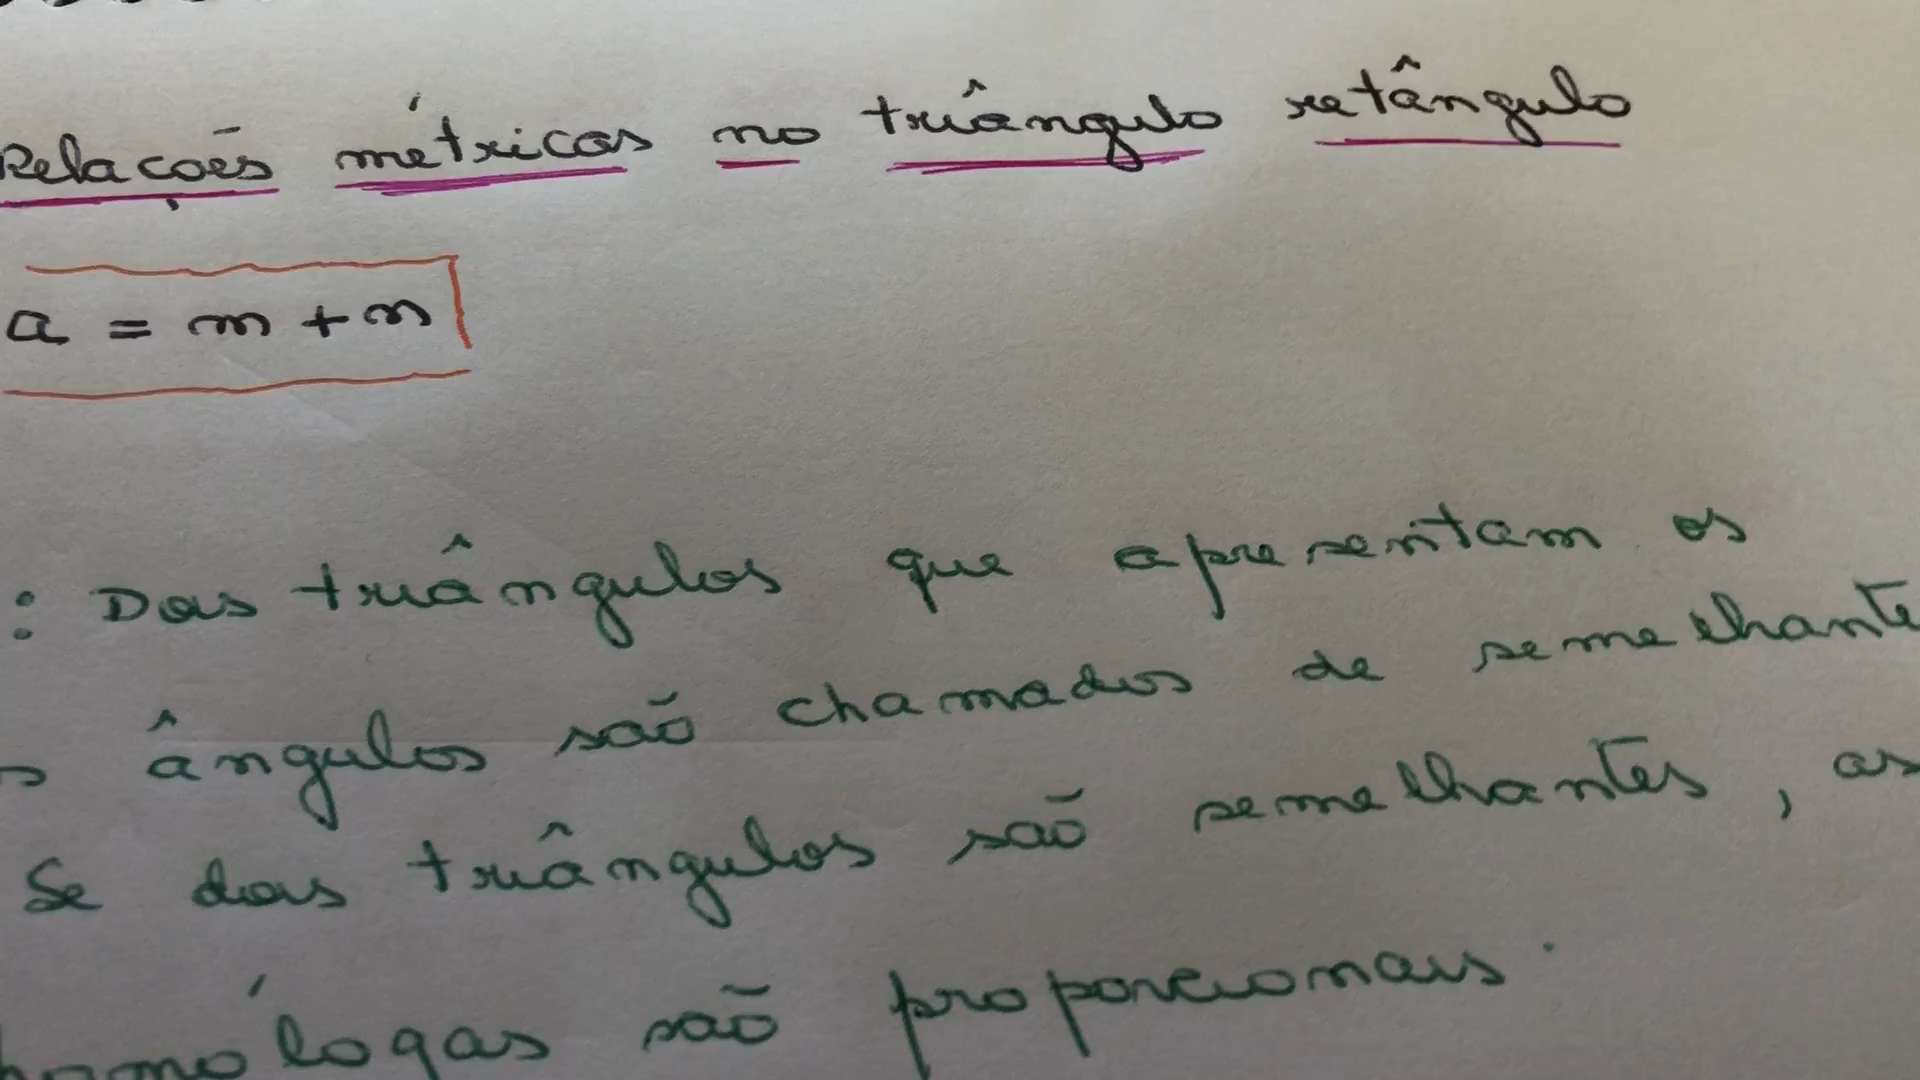 Relações métricas no triângulo retângulo
a = m + n
: Dois triângulos que apresentam os
s ângulos são chamados de semelhante
Se dois triângulos são semelhantes, as
homólogas são proporcionais.